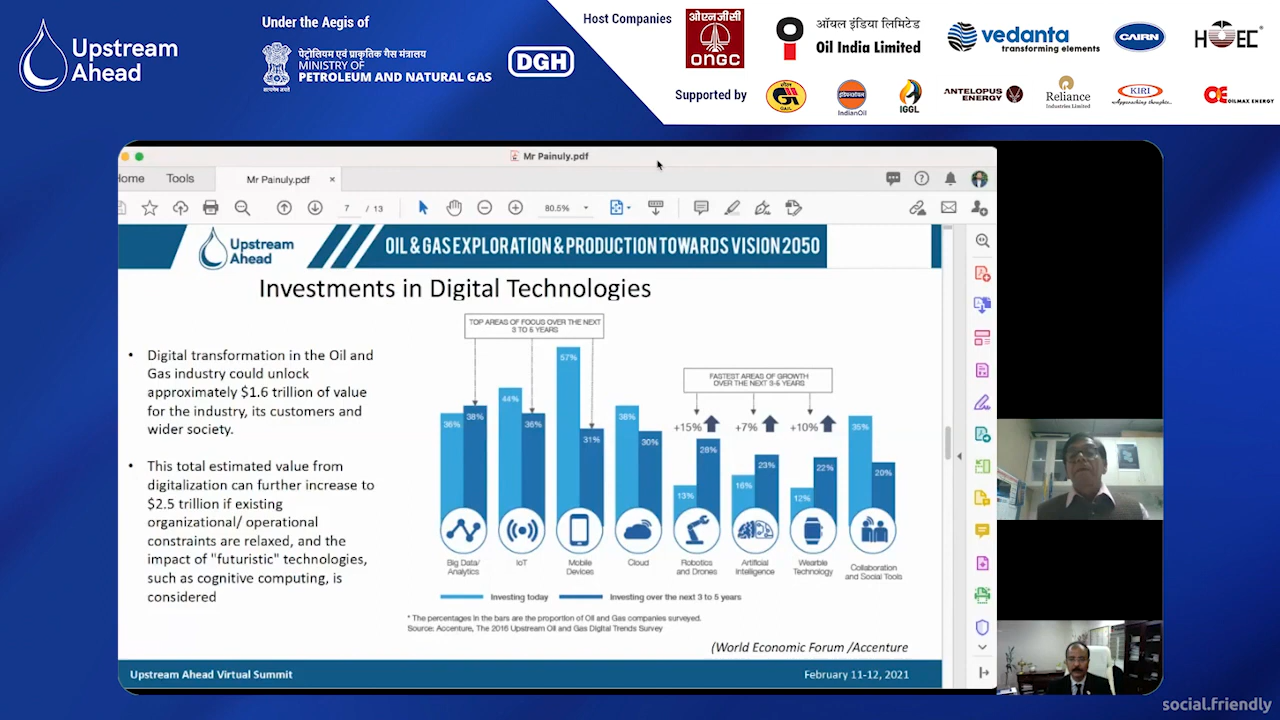 Upstream
Ahead
Under the Aegis of
पेट्रोलियम एवं प्राकृतिक गैस मंत्रालय
MINISTRY OF
PETROLEUM AND NATURAL GAS
सत्यमेव जयते
DGH
Host Companies
ओएनजीसी
ONGC
ऑयल इंडिया लिमिटेड
Oil India Limited
vedanta
transforming elements
CAIRN
HOEC
Supported by
GAIL
IndianOil
IGGL
ANTELOPUS
ENERGY
Reliance
Industries Limited
KIRI
Approaching thoughts...
OILMAX ENERGY
Mr Painuly.pdf
Home
Tools
Mr Painuly.pdf ×
7 / 13
80.5%
Upstream
Ahead
OIL & GAS EXPLORATION & PRODUCTION TOWARDS VISION 2050
Investments in Digital Technologies
• Digital transformation in the Oil and
Gas industry could unlock
approximately $1.6 trillion of value
for the industry, its customers and
wider society.
• This total estimated value from
digitalization can further increase to
$2.5 trillion if existing
organizational/ operational
constraints are relaxed, and the
impact of "futuristic" technologies,
such as cognitive computing, is
considered
TOP AREAS OF FOCUS OVER THE NEXT
3 TO 5 YEARS
FASTEST AREAS OF GROWTH
OVER THE NEXT 3-5 YEARS
+15% +7% +10%
36% 38% 44% 36% 57% 31% 38% 30% 13% 28% 16% 23% 12% 22% 35% 20%
Big Data/
Analytics
IoT
Mobile
Devices
Cloud
Robotics
and Drones
Artificial
Intelligence
Wearble
Technology
Collaboration
and Social Tools
Investing today
Investing over the next 3 to 5 years
* The percentages in the bars are the proportion of Oil and Gas companies surveyed.
Source: Accenture, The 2016 Upstream Oil and Gas Digital Trends Survey
(World Economic Forum /Accenture
Upstream Ahead Virtual Summit
February 11-12, 2021
social.friendly